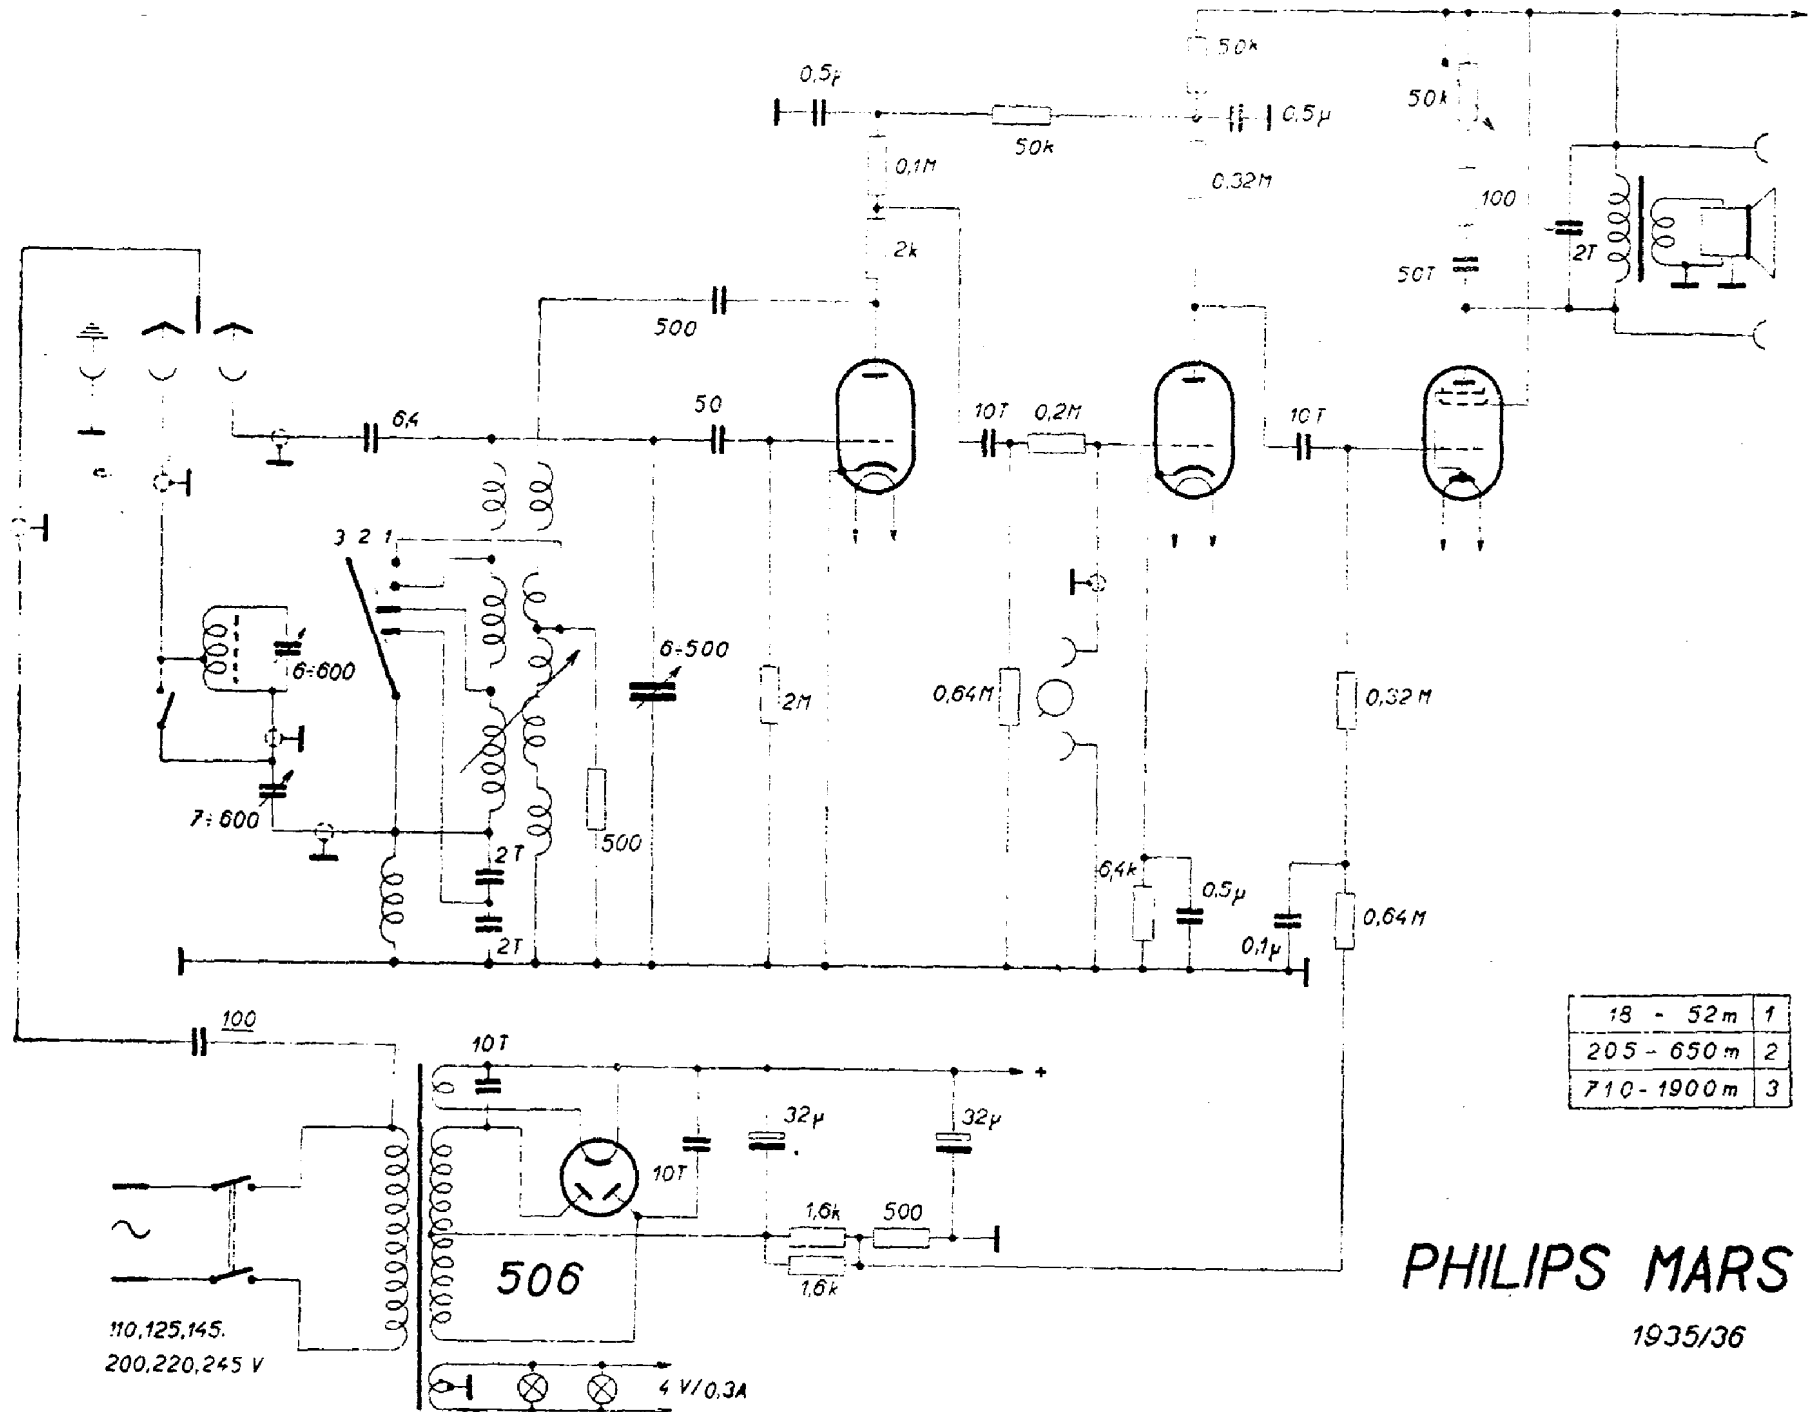 50k
0,5µ
50k
0,5µ
50k
0,1M
0,32M
100
2k
2T
50T
500
6,4
50
10T
0,2M
10T
3 2 1
6÷600
6÷500
2M
0,64M
0,32M
7÷600
500
2T
6,4k
0,5µ
0,64M
2T
0,1µ
100
18 - 52m 1
205 - 650m 2
710 - 1900m 3
10T
+
32µ
32µ
10T
1,6k
500
506
1,6k
PHILIPS MARS
1935/36
110,125,145.
200,220,245 V
4 V/0,3A